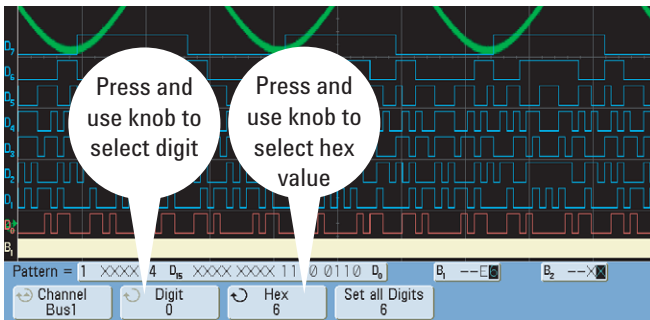 Press and
use knob to
select digit
Press and
use knob to
select hex
value
D7
D6
D5
D4
D3
D2
D1
D0
B1
Pattern = 1 XXXX 4 D15 XXXX XXXX 11 0 0110 D0 B1 --E6 B2 --XX
Channel
Bus1
Digit
0
Hex
6
Set all Digits
6